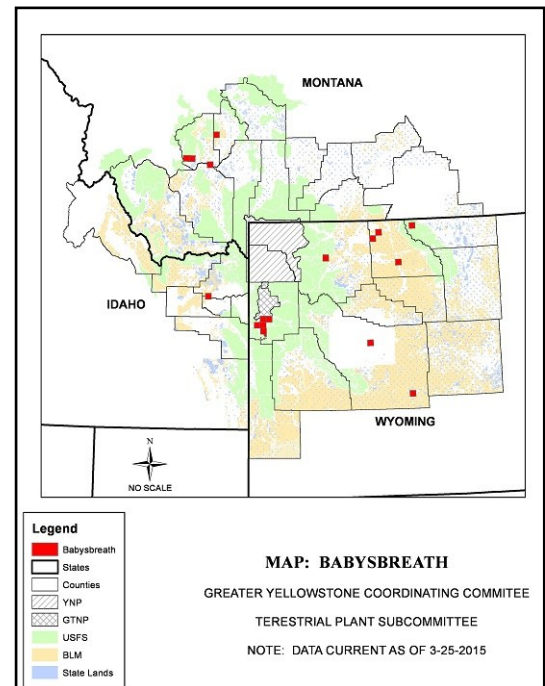 MONTANA
IDAHO
WYOMING
N
NO SCALE
Legend
Babysbreath
States
Counties
YNP
GTNP
USFS
BLM
State Lands
MAP: BABYSBREATH
GREATER YELLOWSTONE COORDINATING COMMITEE
TERESTRIAL PLANT SUBCOMMITTEE
NOTE: DATA CURRENT AS OF 3-25-2015